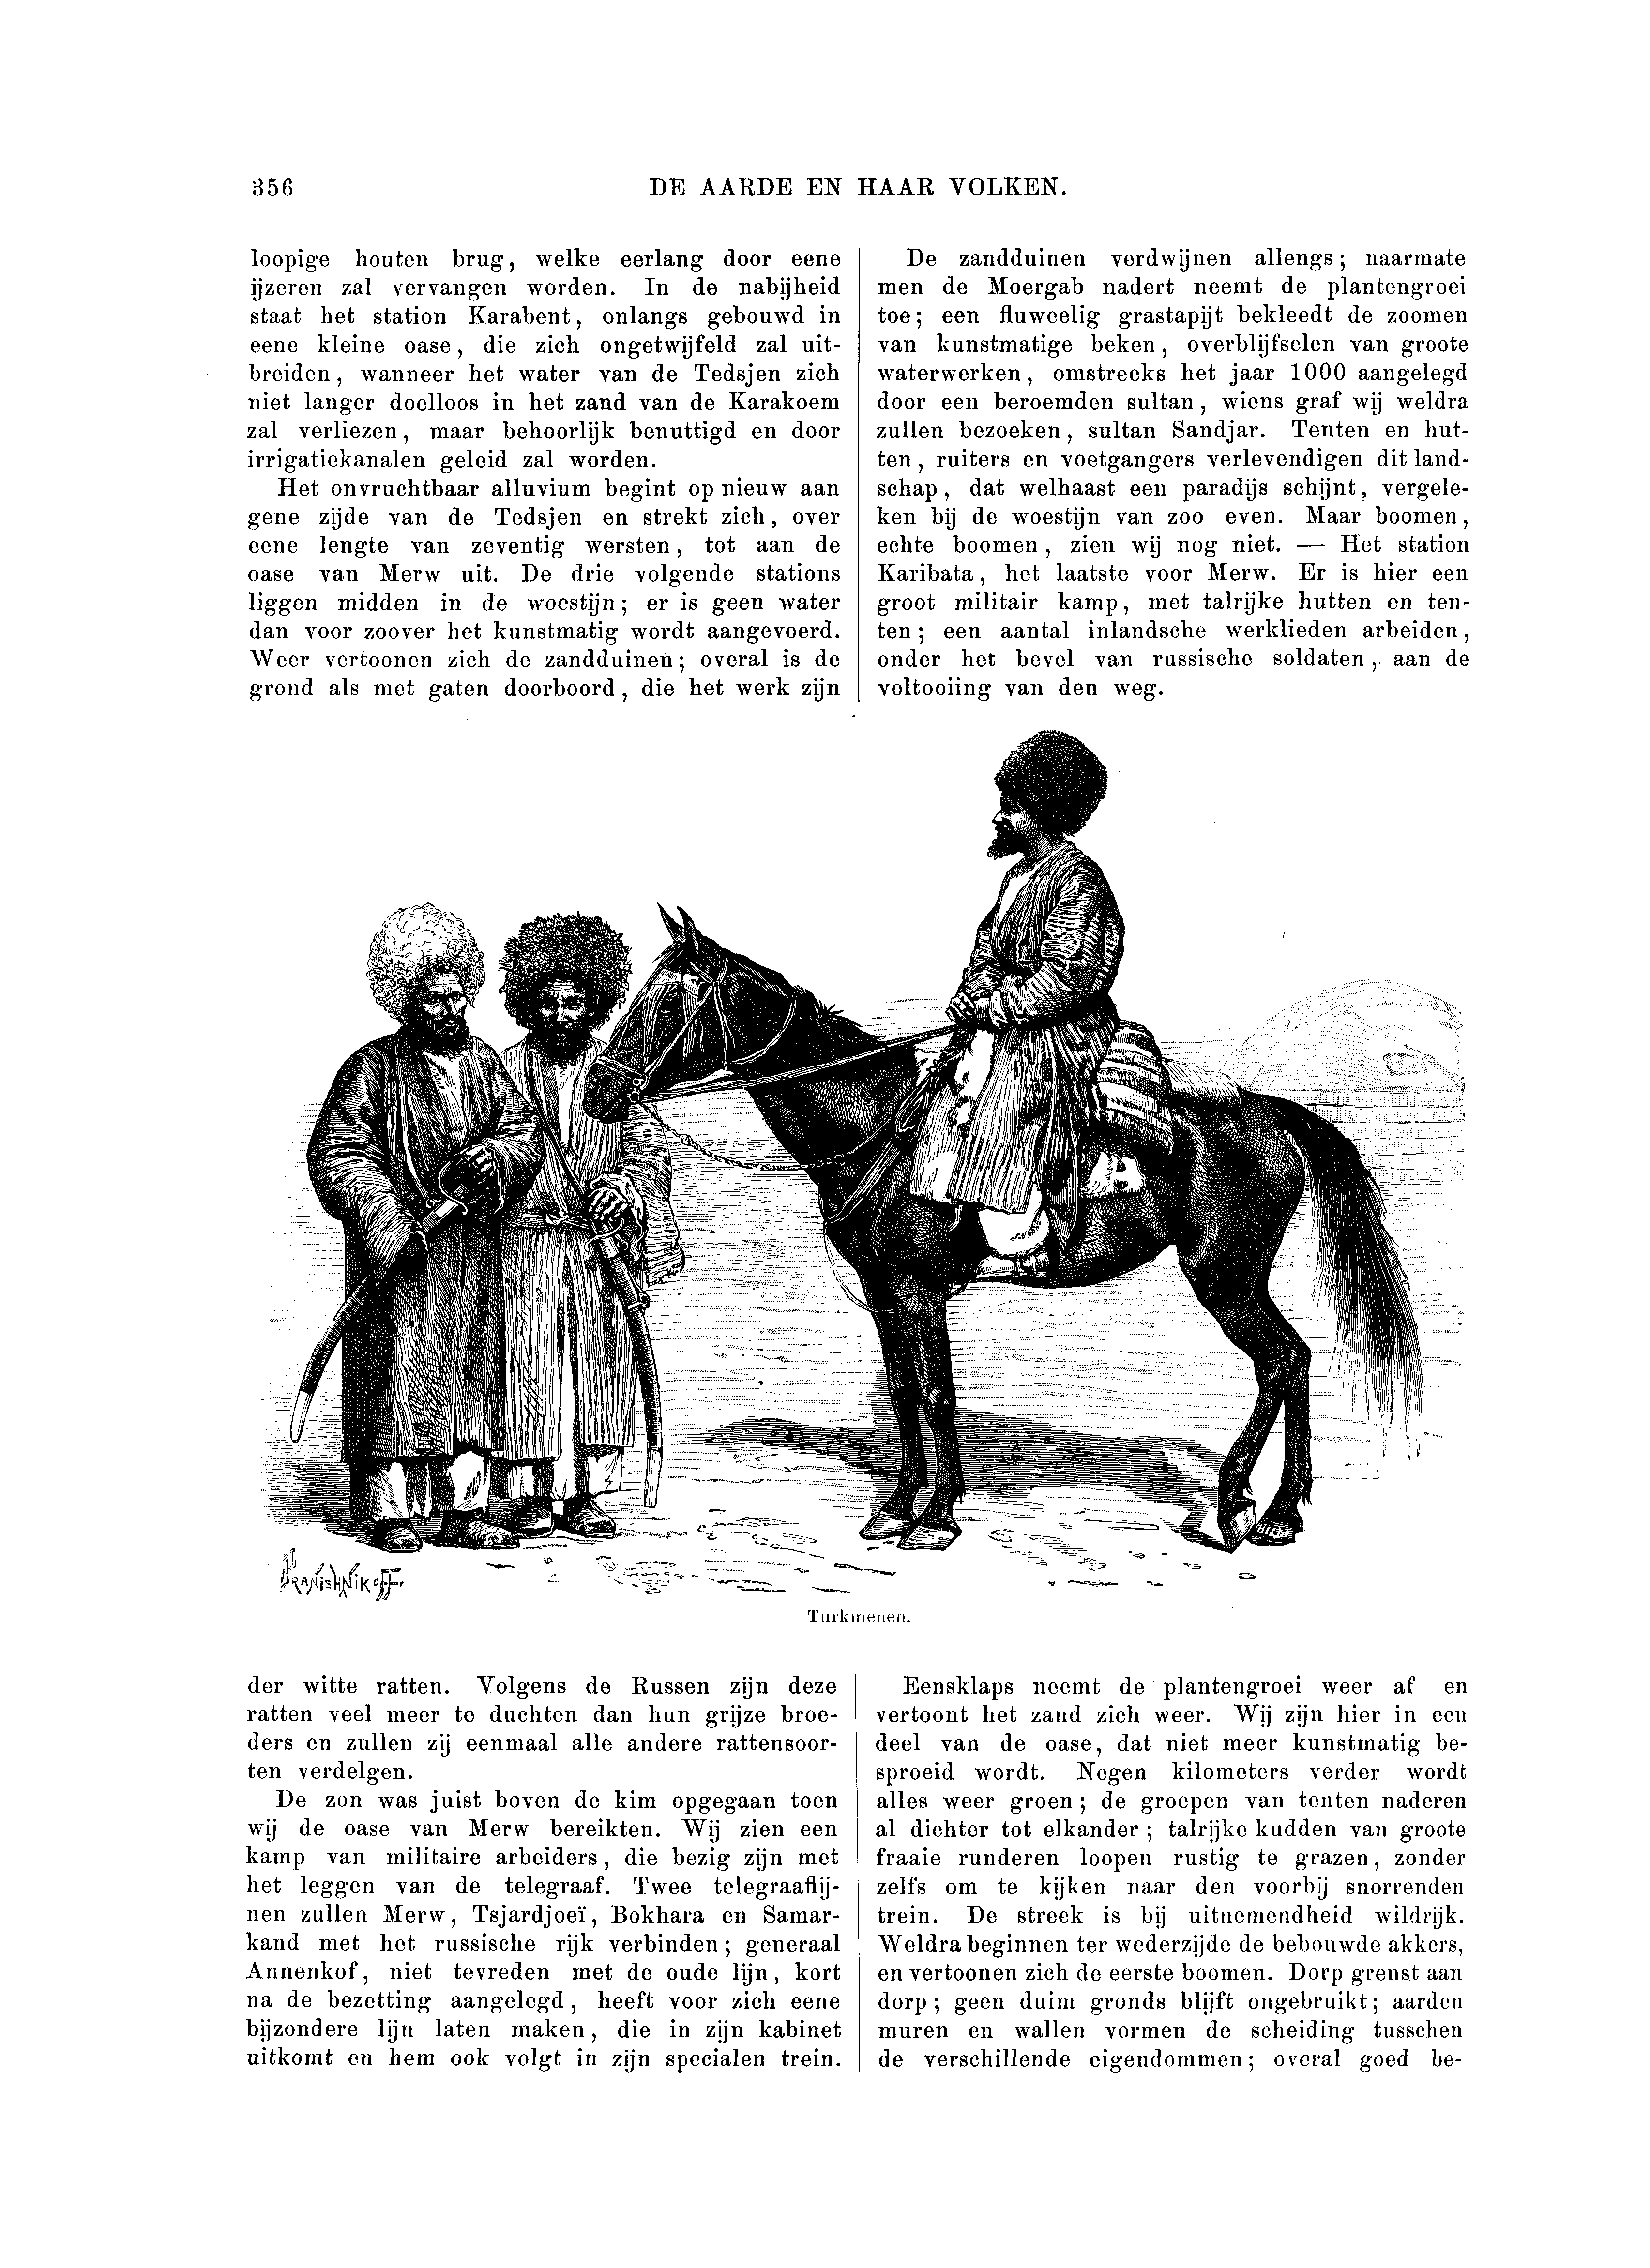 356
DE AARDE EN HAAR VOLKEN.
loopige houten brug, welke eerlang door eene
ijzeren zal vervangen worden. In de nabijheid
staat het station Karabent, onlangs gebouwd in
eene kleine oase, die zich ongetwijfeld zal uit-
breiden, wanneer het water van de Tedsjen zich
niet langer doelloos in het zand van de Karakoem
zal verliezen, maar behoorlijk benuttigd en door
irrigatiekanalen geleid zal worden.
Het onvruchtbaar alluvium begint op nieuw aan
gene zijde van de Tedsjen en strekt zich, over
eene lengte van zeventig wersten, tot aan de
oase van Merw uit. De drie volgende stations
liggen midden in de woestijn; er is geen water
dan voor zoover het kunstmatig wordt aangevoerd.
Weer vertoonen zich de zandduinen; overal is de
grond als met gaten doorboord, die het werk zijn
der witte ratten. Volgens de Russen zijn deze
ratten veel meer te duchten dan hun grijze broe-
ders en zullen zij eenmaal alle andere rattensoor-
ten verdelgen.
De zon was juist boven de kim opgegaan toen
wij de oase van Merw bereikten. Wij zien een
kamp van militaire arbeiders, die bezig zijn met
het leggen van de telegraaf. Twee telegraaflij-
nen zullen Merw, Tsjardjoeï, Bokhara en Samar-
kand met het russische rijk verbinden; generaal
Annenkof, niet tevreden met de oude lijn, kort
na de bezetting aangelegd, heeft voor zich eene
bijzondere lijn laten maken, die in zijn kabinet
uitkomt en hem ook volgt in zijn specialen trein.
De zandduinen verdwijnen allengs; naarmate
men de Moergab nadert neemt de plantengroei
toe; een fluweelig grastapijt bekleedt de zoomen
van kunstmatige beken, overblijfselen van groote
waterwerken, omstreeks het jaar 1000 aangelegd
door een beroemden sultan, wiens graf wij weldra
zullen bezoeken, sultan Sandjar. Tenten en hut-
ten, ruiters en voetgangers verlevendigen dit land-
schap, dat welhaast een paradijs schijnt, vergele-
ken bij de woestijn van zoo even. Maar boomen,
echte boomen, zien wij nog niet. — Het station
Karibata, het laatste voor Merw. Er is hier een
groot militair kamp, met talrijke hutten en ten-
ten; een aantal inlandsche werklieden arbeiden,
onder het bevel van russische soldaten, aan de
voltooiing van den weg.
Eensklaps neemt de plantengroei weer af en
vertoont het zand zich weer. Wij zijn hier in een
deel van de oase, dat niet meer kunstmatig be-
sproeid wordt. Negen kilometers verder wordt
alles weer groen; de groepen van tenten naderen
al dichter tot elkander; talrijke kudden van groote
fraaie runderen loopen rustig te grazen, zonder
zelfs om te kijken naar den voorbij snorrenden
trein. De streek is bij uitnemendheid wildrijk.
Weldra beginnen ter wederzijde de bebouwde akkers,
en vertoonen zich de eerste boomen. Dorp grenst aan
dorp; geen duim gronds blijft ongebruikt; aarden
muren en wallen vormen de scheiding tusschen
de verschillende eigendommen; overal goed be-
Pranishnikoff.
Turkmenen.